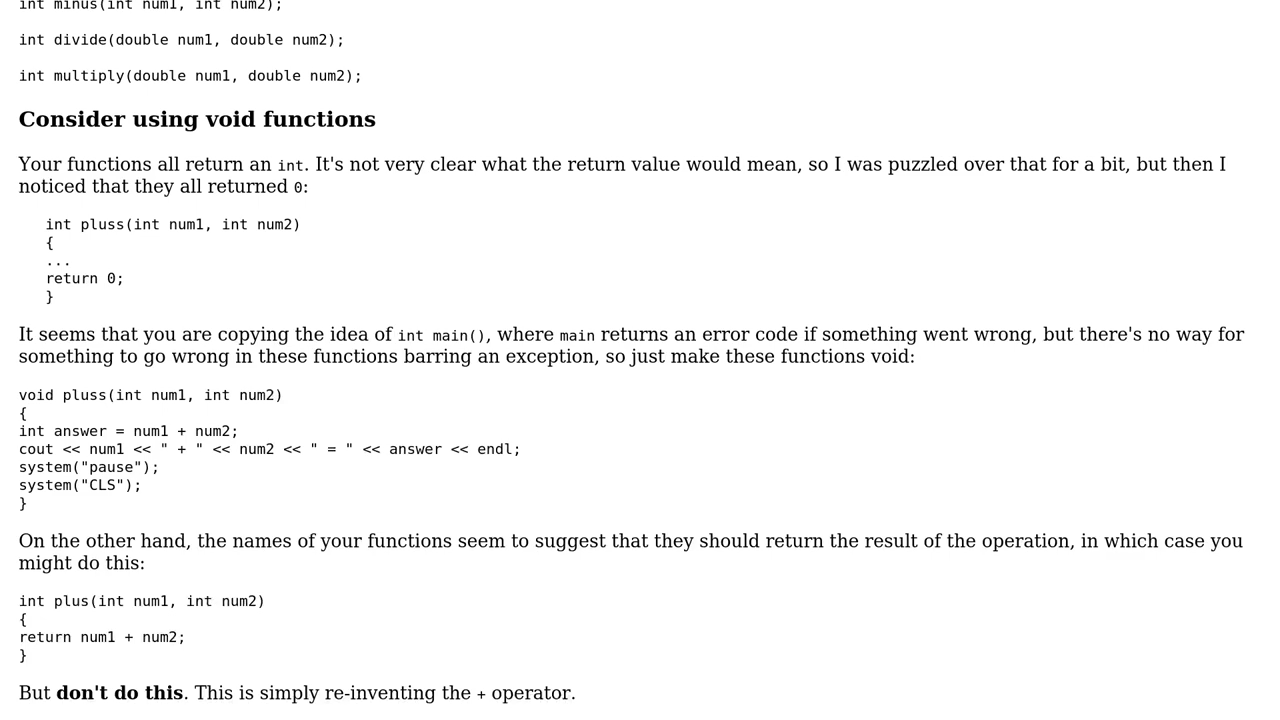 int minus(int num1, int num2);
int divide(double num1, double num2);
int multiply(double num1, double num2);
Consider using void functions
Your functions all return an int. It's not very clear what the return value would mean, so I was puzzled over that for a bit, but then I
noticed that they all returned 0:
int pluss(int num1, int num2)
{
...
return 0;
}
It seems that you are copying the idea of int main(), where main returns an error code if something went wrong, but there's no way for
something to go wrong in these functions barring an exception, so just make these functions void:
void pluss(int num1, int num2)
{
int answer = num1 + num2;
cout << num1 << " + " << num2 << " = " << answer << endl;
system("pause");
system("CLS");
}
On the other hand, the names of your functions seem to suggest that they should return the result of the operation, in which case you
might do this:
int plus(int num1, int num2)
{
return num1 + num2;
}
But don't do this. This is simply re-inventing the + operator.